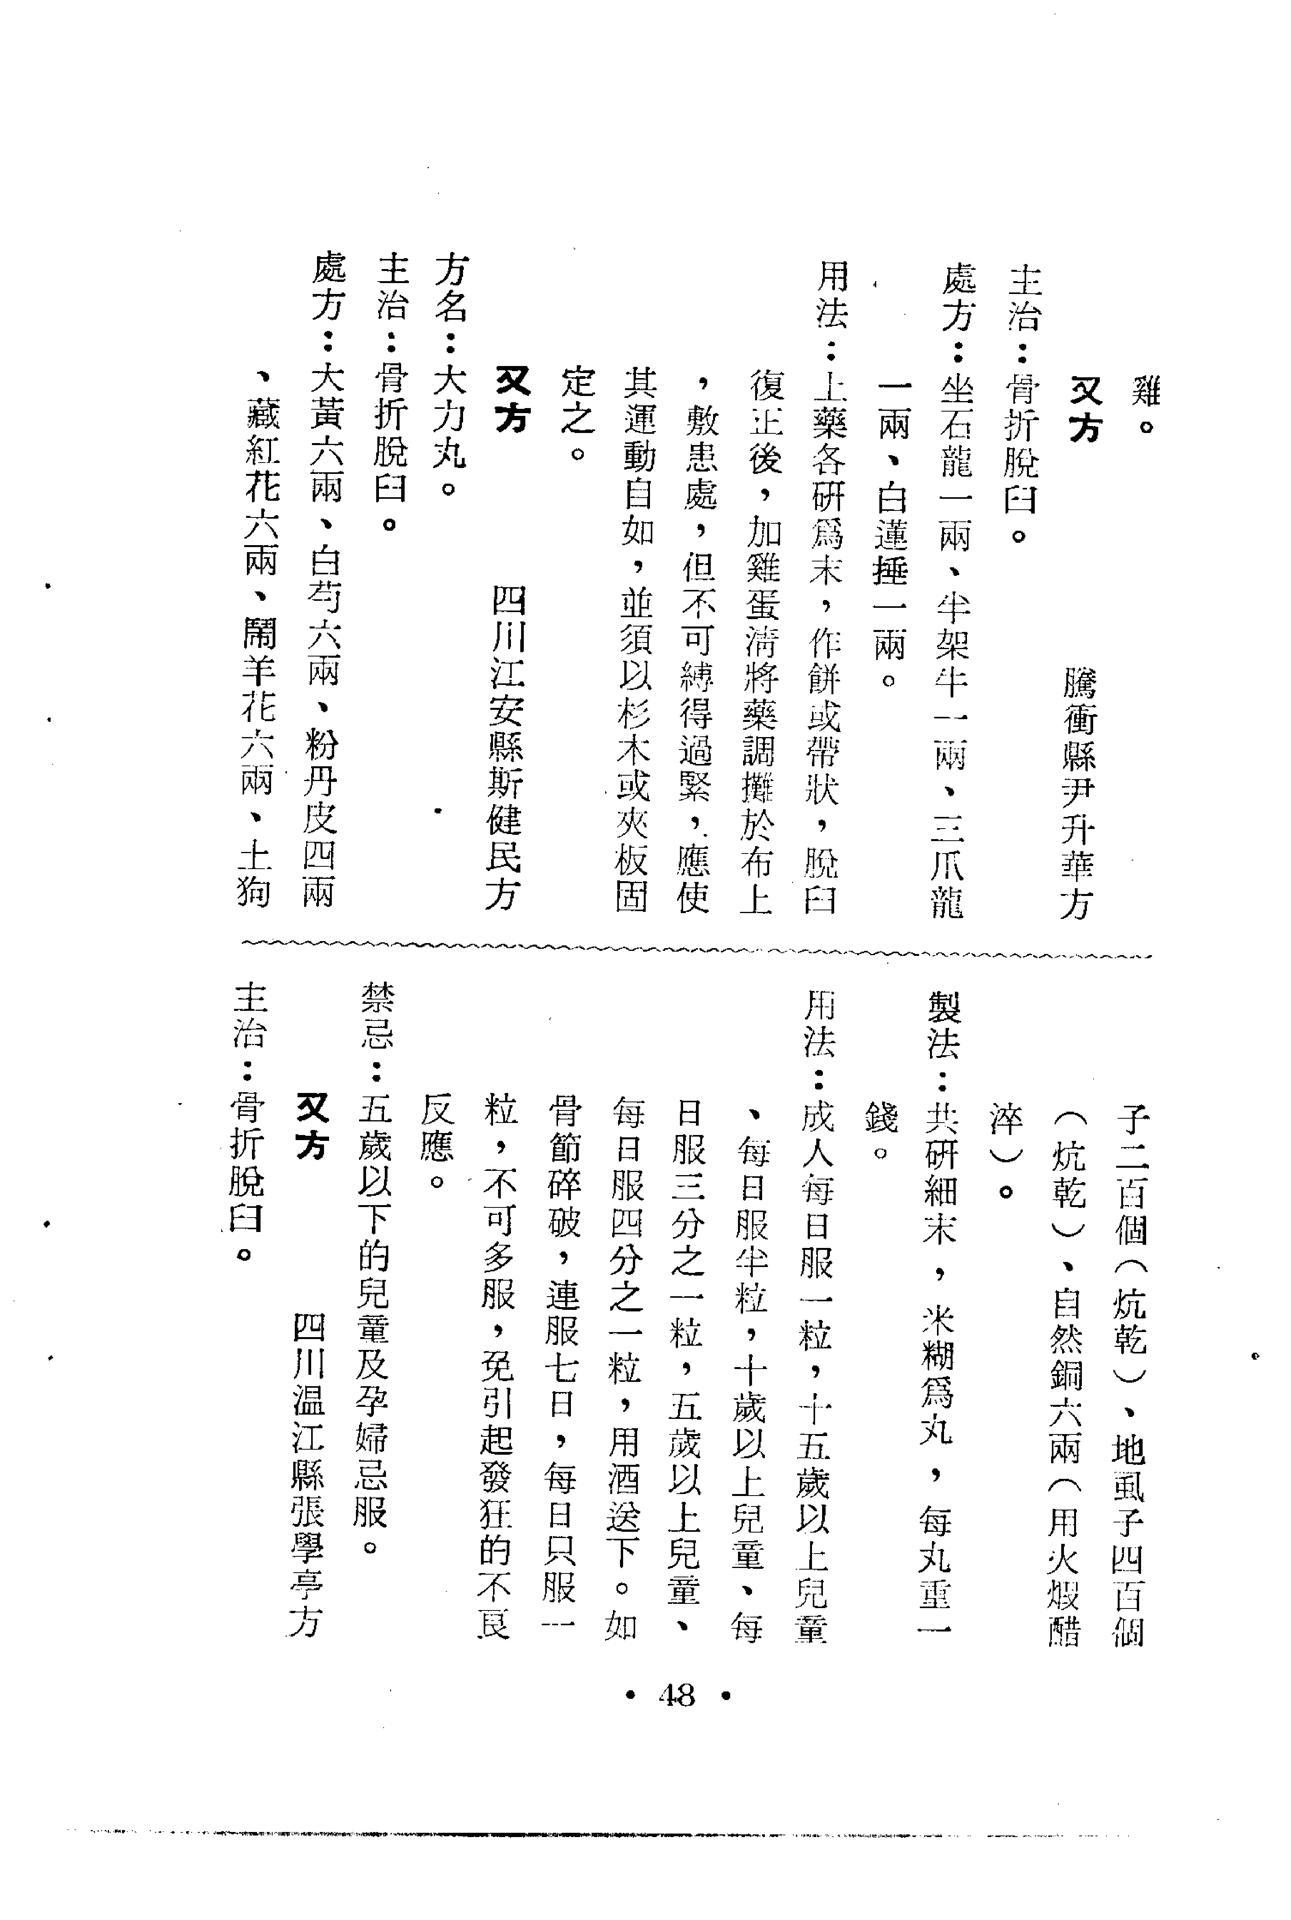 雞。
又方　騰衝縣尹升華方
主治：骨折脫臼。
處方：坐石龍一兩、半架牛一兩、三爪龍
一兩、白蓮捶一兩。
用法：上藥各研爲末，作餅或帶狀，脫臼
復正後，加雞蛋淸將藥調攤於布上
，敷患處，但不可縛得過緊，應使
其運動自如，並須以杉木或夾板固
定之。
又方　四川江安縣斯健民方
方名：大力丸。
主治：骨折脫臼。
處方：大黃六兩、白芍六兩、粉丹皮四兩
、藏紅花六兩、鬧羊花六兩、土狗
子二百個（炕乾）、地虱子四百個
（炕乾）、自然銅六兩（用火煆醋
淬）。
製法：共研細末，米糊爲丸，每丸重一
錢。
用法：成人每日服一粒，十五歲以上兒童
、每日服半粒，十歲以上兒童、每
日服三分之一粒，五歲以上兒童、
每日服四分之一粒，用酒送下。如
骨節碎破，連服七日，每日只服一
粒，不可多服，免引起發狂的不良
反應。
禁忌：五歲以下的兒童及孕婦忌服。
又方　四川温江縣張學亭方
主治：骨折脫臼。
• 48 •